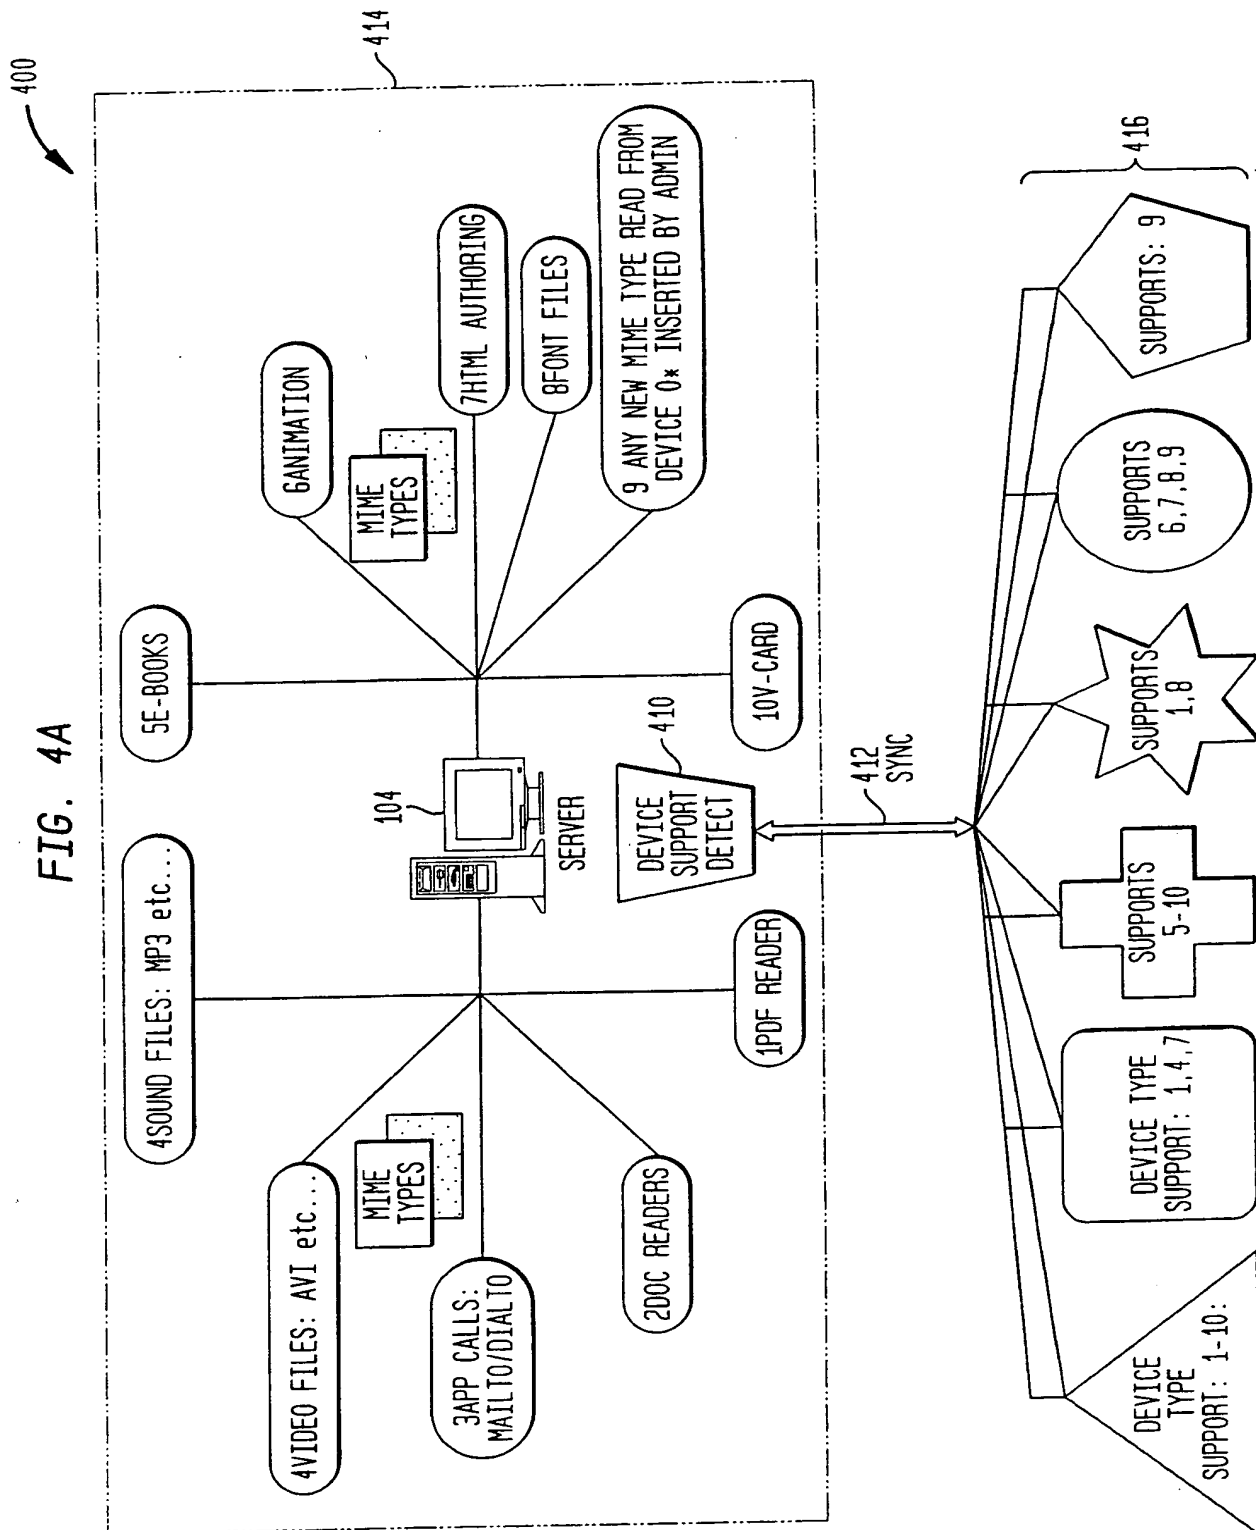 FIG. 4A
400
414
4SOUND FILES: MP3 etc...
5E-BOOKS
4VIDEO FILES: AVI etc...
6ANIMATION
MIME
TYPES
MIME
TYPES
104
SERVER
3APP CALLS:
MAILTO/DIALTO
7HTML AUTHORING
8FONT FILES
2DOC READERS
9 ANY NEW MIME TYPE READ FROM
DEVICE O* INSERTED BY ADMIN
1PDF READER
DEVICE
SUPPORT
DETECT
410
10V-CARD
412
SYNC
416
DEVICE
TYPE
SUPPORT: 1-10:
DEVICE TYPE
SUPPORT: 1,4,7
SUPPORTS
5-10
SUPPORTS
1,8
SUPPORTS
6,7,8,9
SUPPORTS: 9